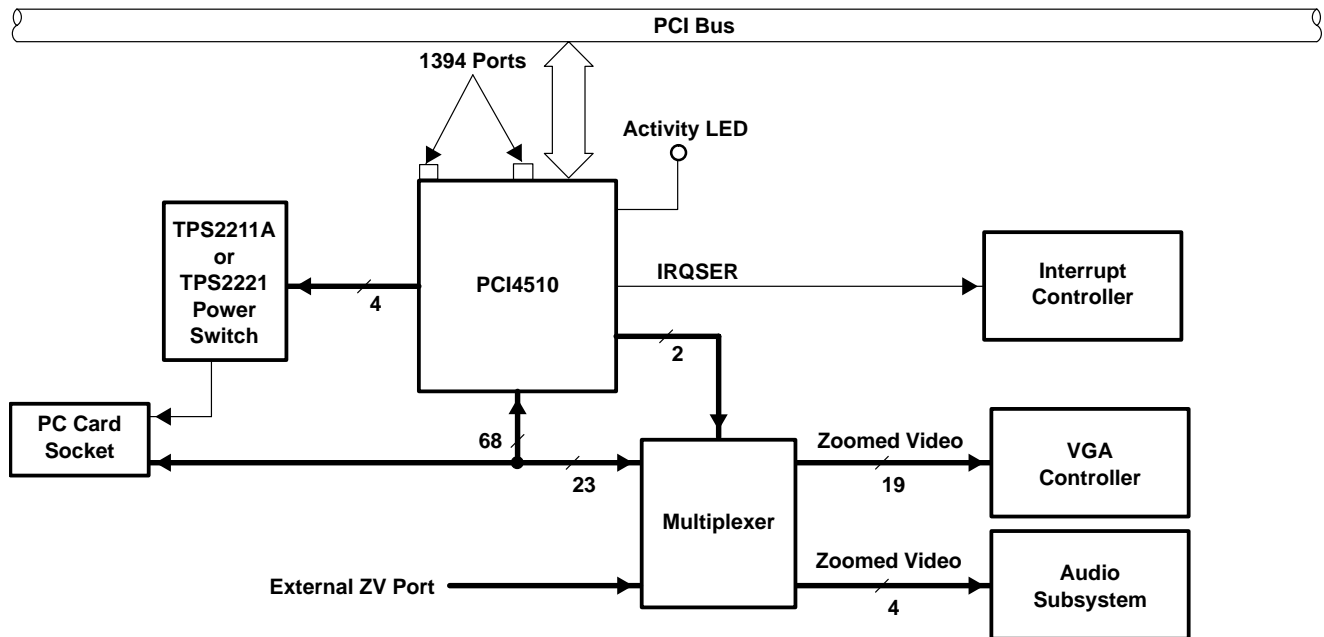 PCI Bus
1394 Ports
Activity LED
TPS2211A
or
TPS2221
Power
Switch
4
PCI4510
IRQSER
Interrupt
Controller
2
PC Card
Socket
68
23
Multiplexer
Zoomed Video
19
VGA
Controller
External ZV Port
Zoomed Video
4
Audio
Subsystem